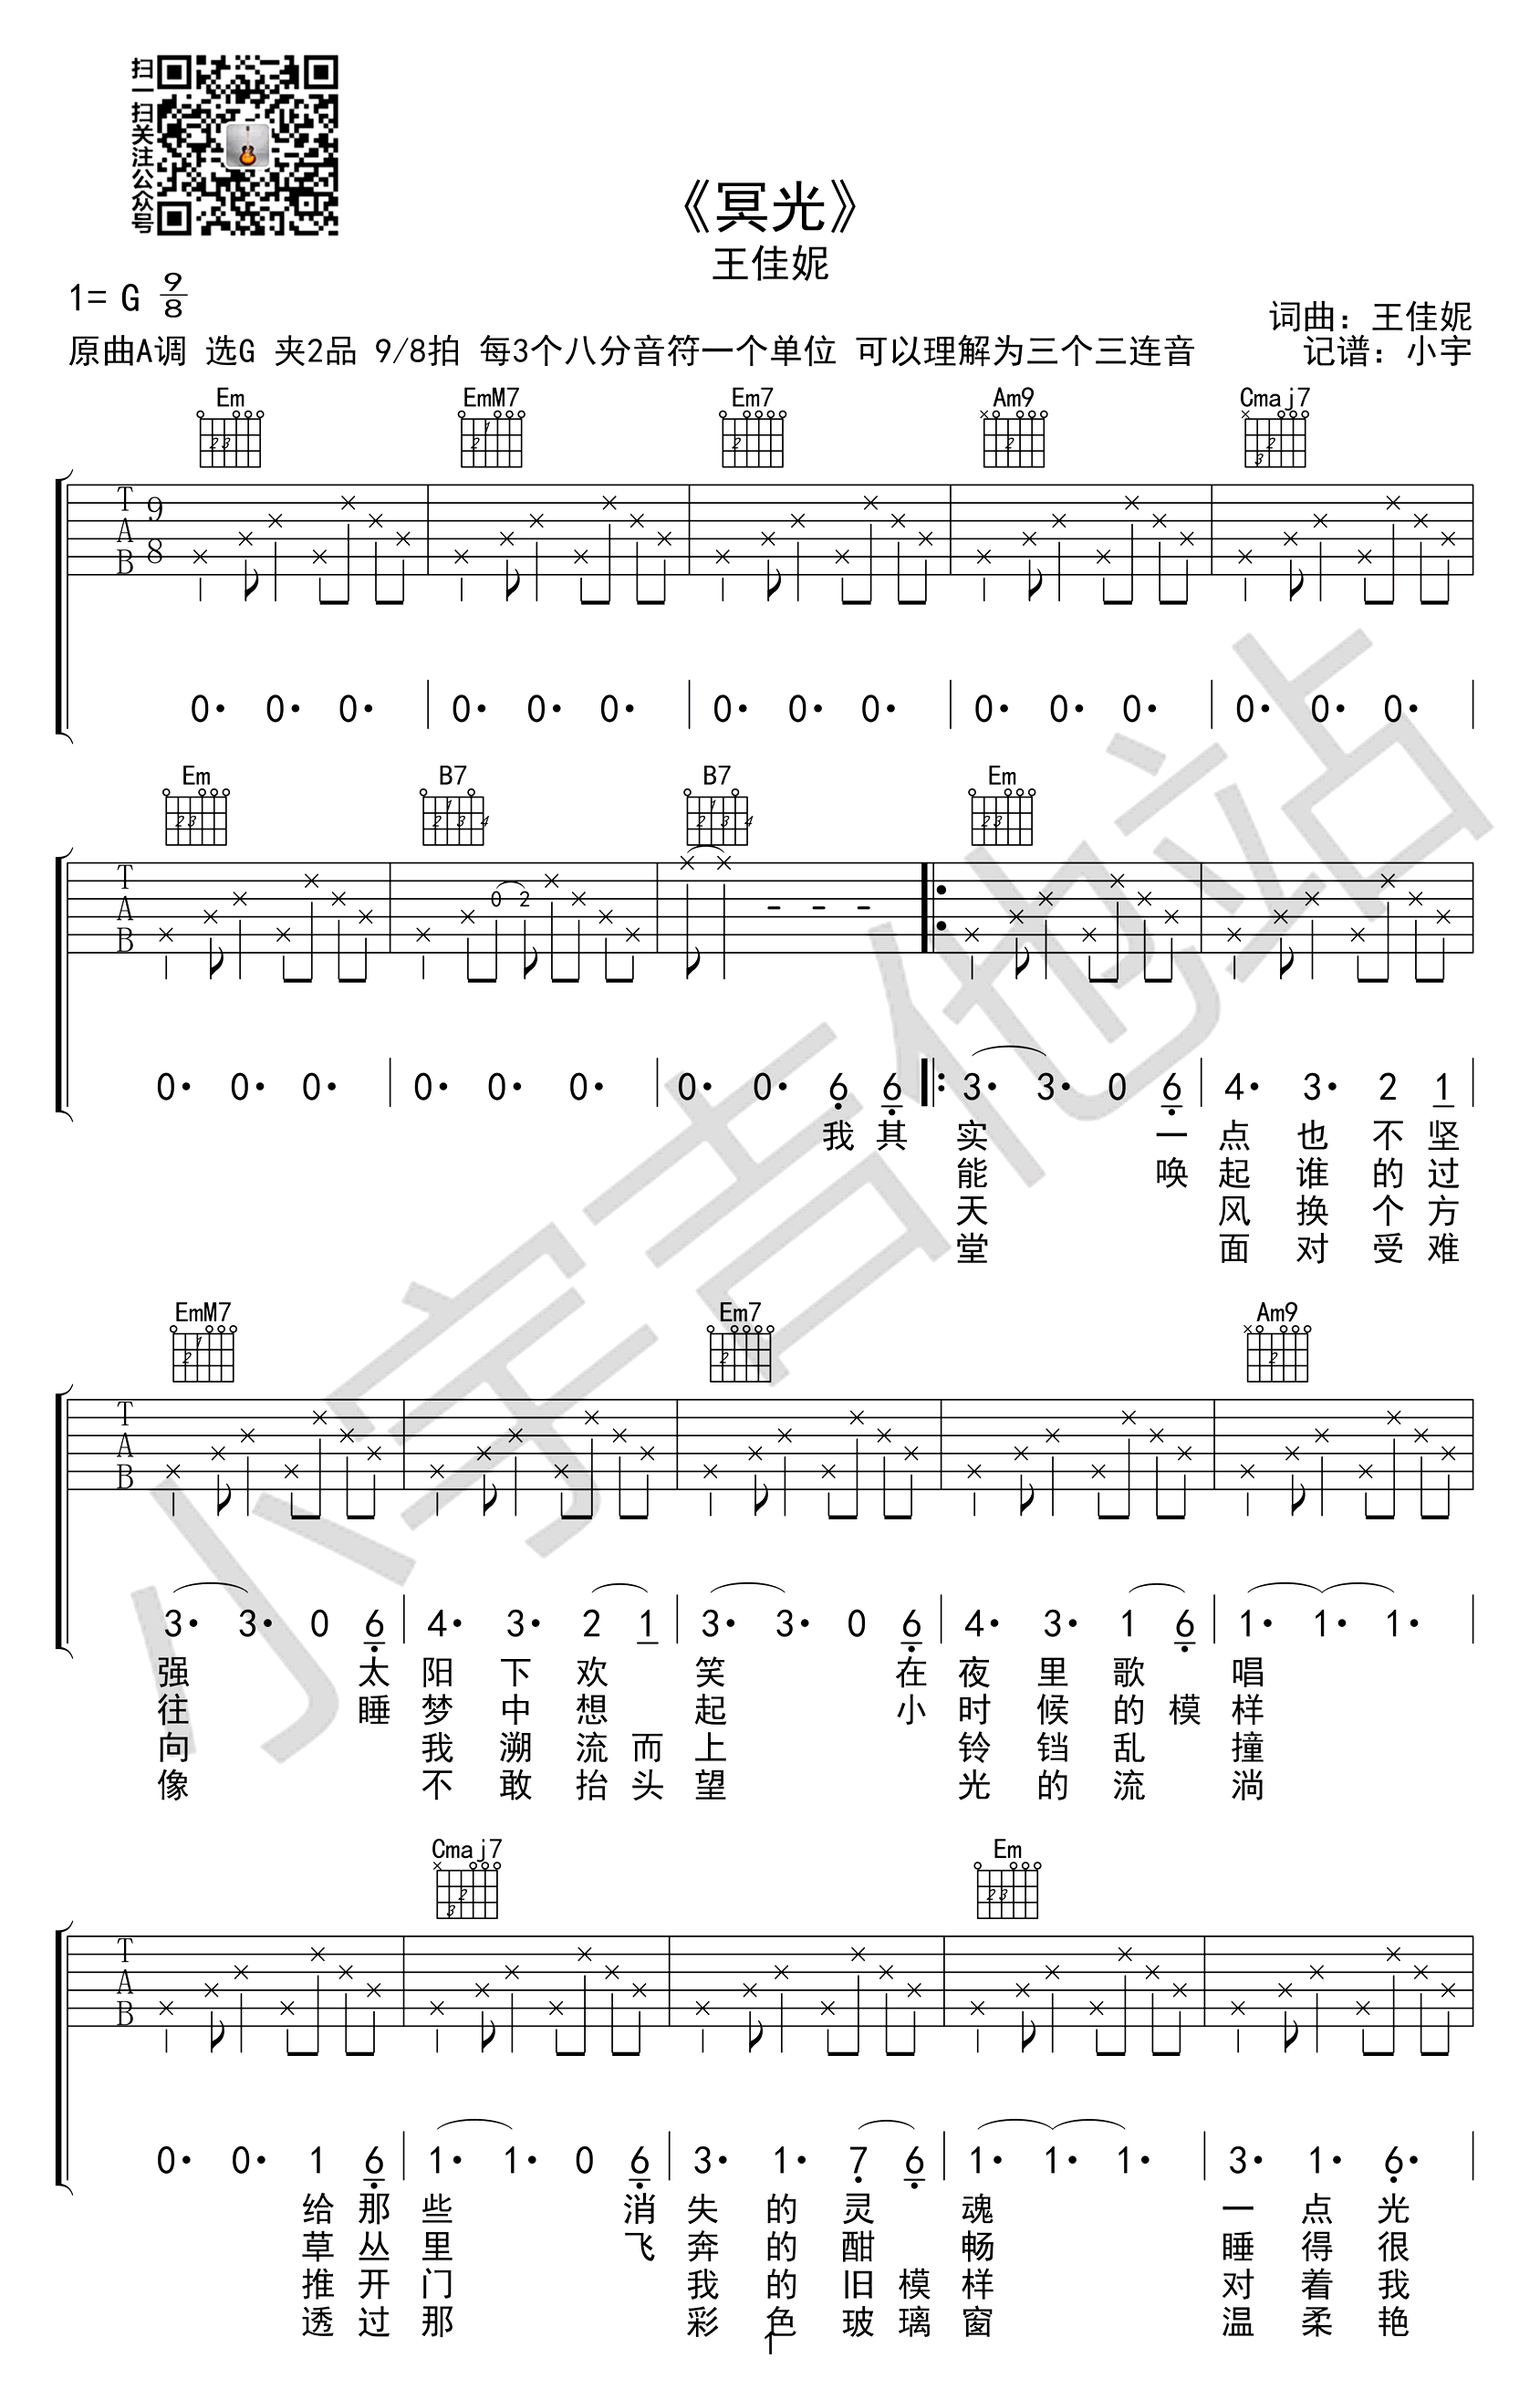 扫一扫关注公众号
《冥光》
王佳妮
1= G 9/8
词曲：王佳妮
原曲A调 选G 夹2品 9/8拍 每3个八分音符一个单位 可以理解为三个三连音
记谱：小宇
Em EmM7 Em7 Am9 Cmaj7
T A B 9 8
0· 0· 0· 0· 0· 0· 0· 0· 0· 0· 0· 0· 0· 0· 0·
Em B7 B7 Em
T A B 0 2 - - -
0· 0· 0· 0· 0· 0· 0· 0· 6 6 3· 3· 0 6 4· 3· 2 1
我 其 实 一 点 也 不 坚
能 唤 起 谁 的 过
天 风 换 个 方
堂 面 对 受 难
EmM7 Em7 Am9
T A B
3· 3· 0 6 4· 3· 2 1 3· 3· 0 6 4· 3· 1 6 1· 1· 1·
强 太 阳 下 欢 笑 在 夜 里 歌 唱
往 睡 梦 中 想 起 小 时 候 的 模 样
向 我 溯 流 而 上 铃 铛 乱 撞
像 不 敢 抬 头 望 光 的 流 淌
Cmaj7 Em
T A B
0· 0· 1 6 1· 1· 0 6 3· 1· 7 6 1· 1· 1· 3· 1· 6·
给 那 些 消 失 的 灵 魂 一 点 光
草 丛 里 飞 奔 的 酣 畅 睡 得 很
推 开 门 我 的 旧 模 样 对 着 我
透 过 那 彩 色 玻 璃 窗 温 柔 艳
1
小宇吉他站